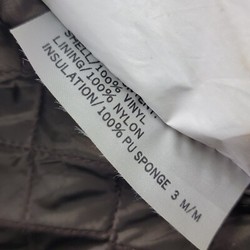 SHELL/100% VINYL
LINING/100% NYLON
INSULATION/100% PU SPONGE 3 M/M